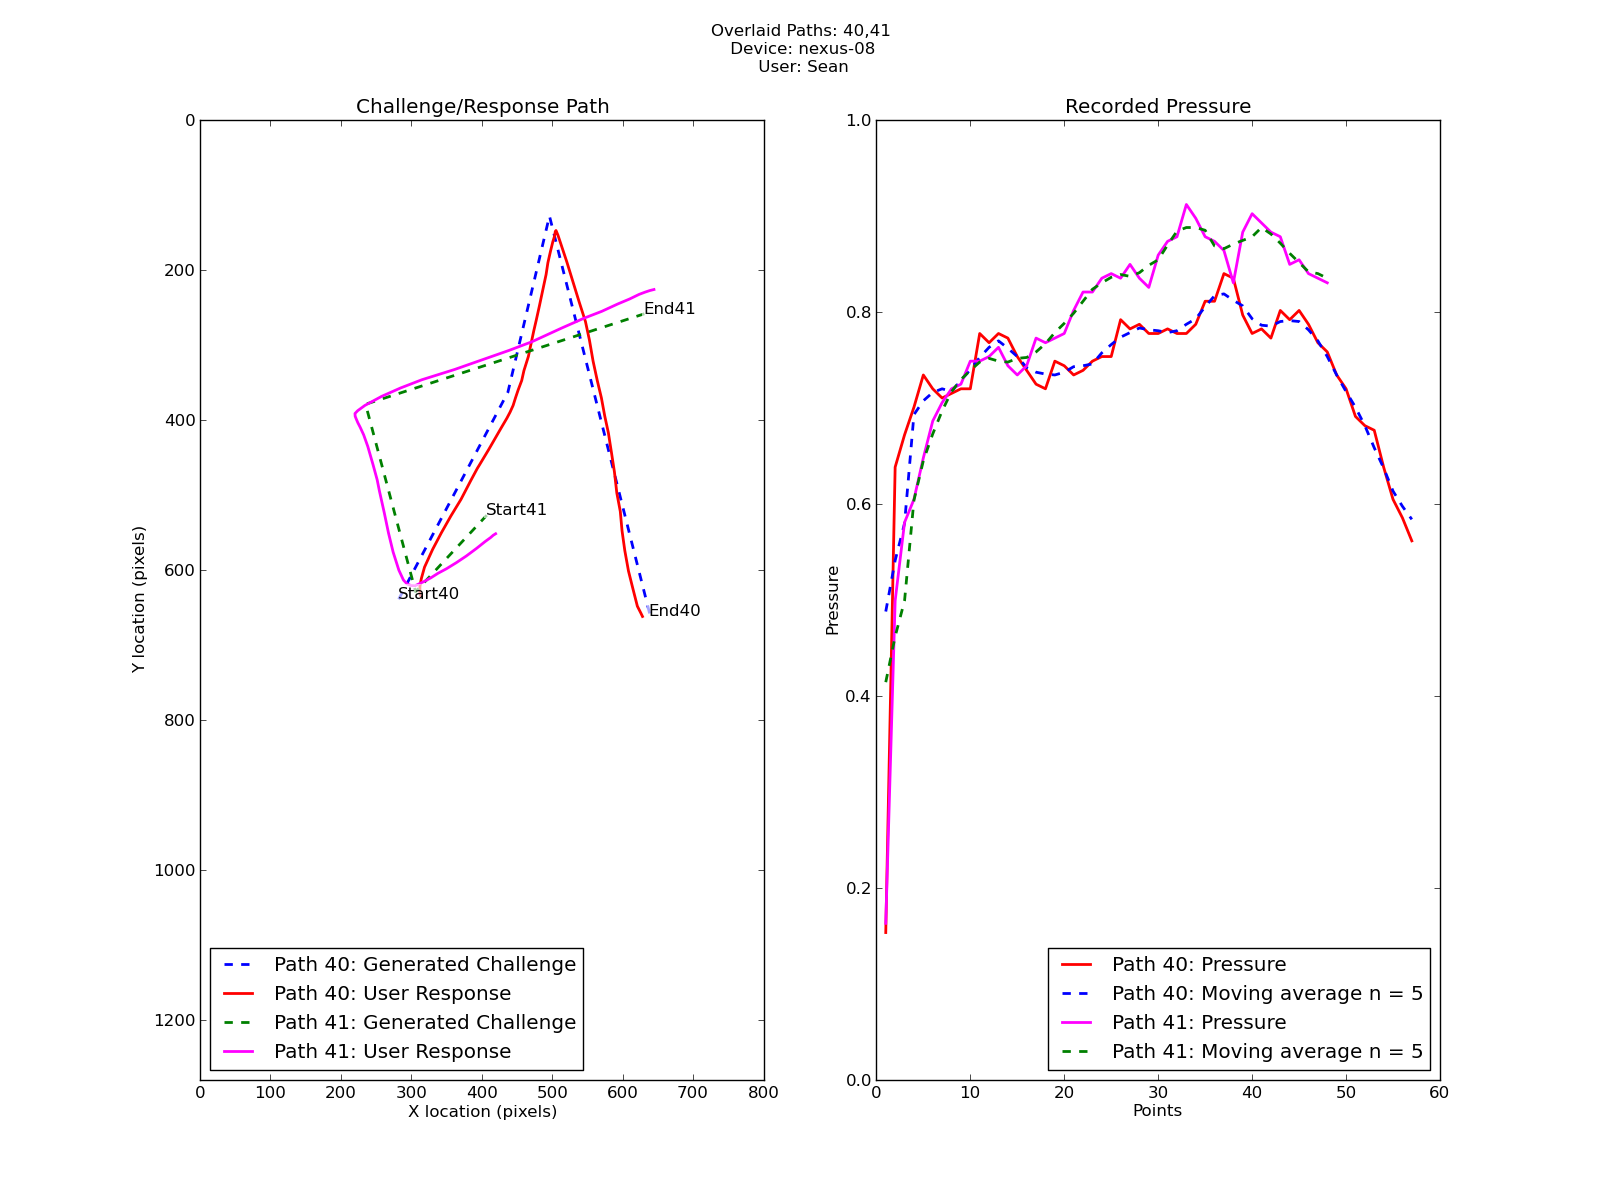 Overlaid Paths: 40,41
Device: nexus-08
User: Sean
Challenge/Response Path
0
200
400
600
800
1000
1200
Y location (pixels)
End41
Start41
Start40
End40
Path 40: Generated Challenge
Path 40: User Response
Path 41: Generated Challenge
Path 41: User Response
0 100 200 300 400 500 600 700 800
X location (pixels)
Recorded Pressure
1.0
0.8
0.6
0.4
0.2
0.0
Pressure
Path 40: Pressure
Path 40: Moving average n = 5
Path 41: Pressure
Path 41: Moving average n = 5
0 10 20 30 40 50 60
Points